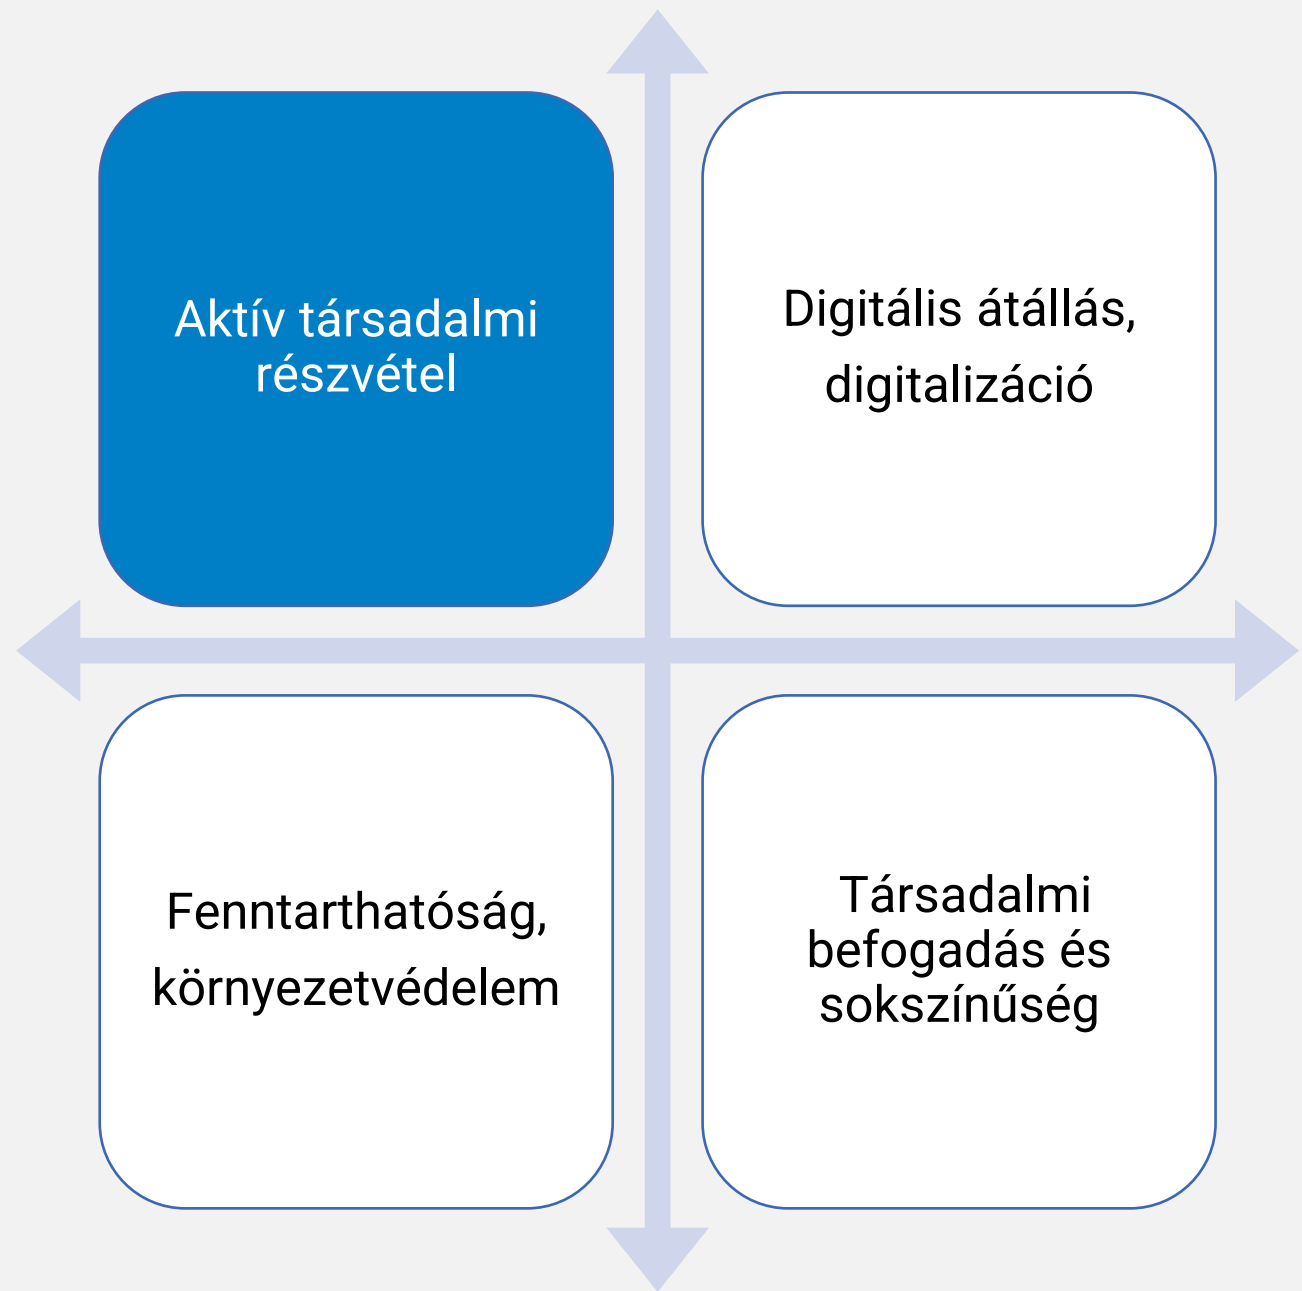 Aktív társadalmi
részvétel
Digitális átállás,
digitalizáció
Fenntarthatóság,
környezetvédelem
Társadalmi
befogadás és
sokszínűség